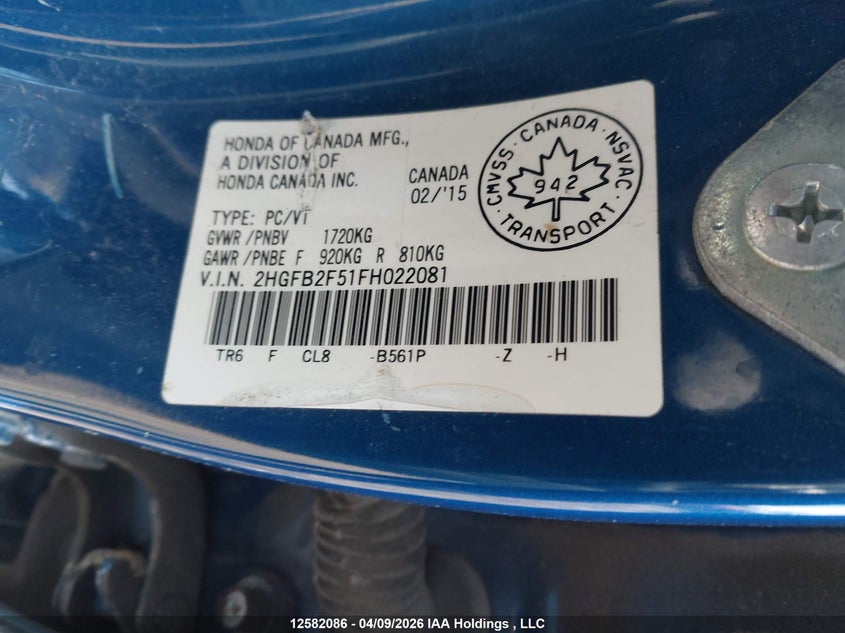 HONDA OF CANADA MFG.,
A DIVISION OF
HONDA CANADA INC.
CANADA
02/'15
CMVSS · CANADA · NSVAC
942
· TRANSPORT ·
TYPE: PC/VT
GVWR /PNBV 1720KG
GAWR /PNBE F 920KG R 810KG
V.I.N. 2HGFB2F51FH022081
TR6 F CL8 -B561P -Z -H
12582086 - 04/09/2026 IAA Holdings , LLC